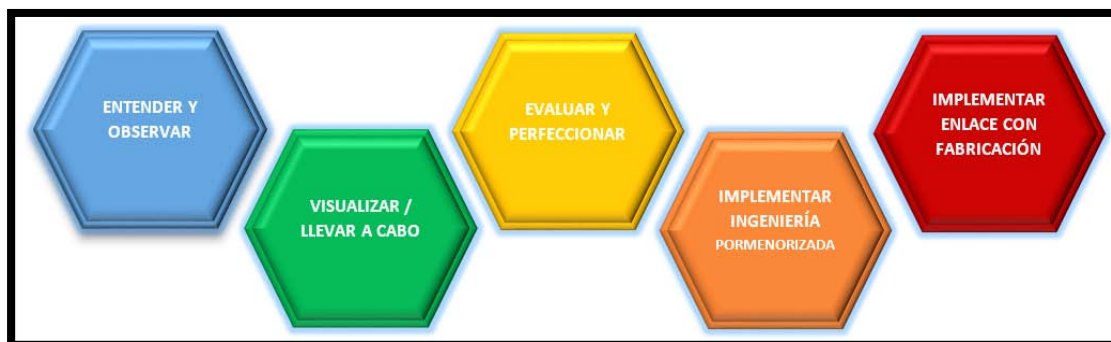 ENTENDER Y
OBSERVAR
VISUALIZAR /
LLEVAR A CABO
EVALUAR Y
PERFECCIONAR
IMPLEMENTAR
INGENIERÍA
PORMENORIZADA
IMPLEMENTAR
ENLACE CON
FABRICACIÓN